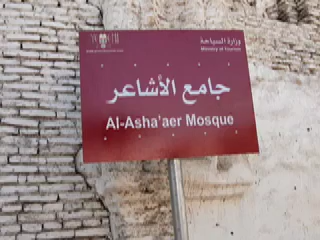 وزارة السياحة
Ministry of Tourism
جامع الأشاعر
Al-Asha'aer Mosque